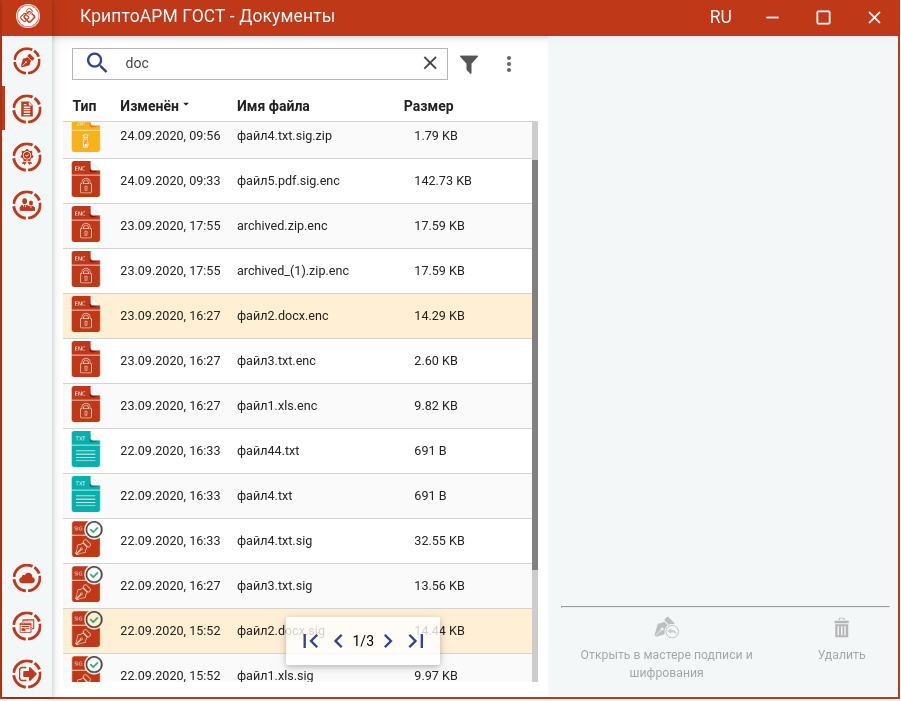 КриптоАРМ ГОСТ - Документы
RU
doc
Тип Изменён Имя файла Размер
ZIP 24.09.2020, 09:56 файл4.txt.sig.zip 1.79 KB
ENC 24.09.2020, 09:33 файл5.pdf.sig.enc 142.73 KB
ENC 23.09.2020, 17:55 archived.zip.enc 17.59 KB
ENC 23.09.2020, 17:55 archived_(1).zip.enc 17.59 KB
ENC 23.09.2020, 16:27 файл2.docx.enc 14.29 KB
ENC 23.09.2020, 16:27 файл3.txt.enc 2.60 KB
ENC 23.09.2020, 16:27 файл1.xls.enc 9.82 KB
TXT 22.09.2020, 16:33 файл44.txt 691 B
TXT 22.09.2020, 16:33 файл4.txt 691 B
SIG 22.09.2020, 16:33 файл4.txt.sig 32.55 KB
SIG 22.09.2020, 16:27 файл3.txt.sig 13.56 KB
SIG 22.09.2020, 15:52 файл2.docx.sig 14.44 KB
1/3
SIG 22.09.2020, 15:52 файл1.xls.sig 9.97 KB
Открыть в мастере подписи и
шифрования
Удалить